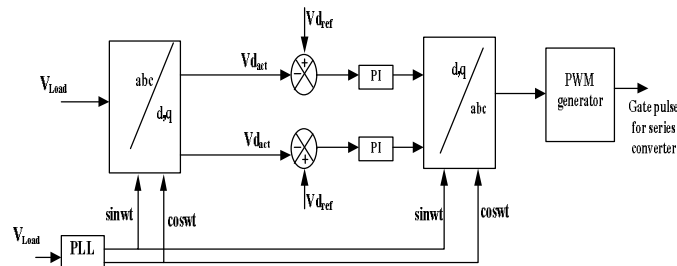 Vd_ref
V_Load
abc
d,q
Vd_act
+
−
PI
d,q
abc
PWM
generator
Gate pulse
for series
converter
Vd_act
−
+
PI
Vd_ref
sinwt
coswt
sinwt
coswt
V_Load
PLL